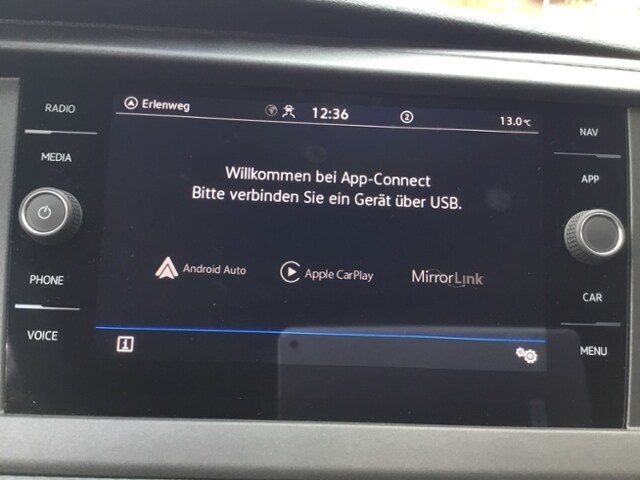 RADIO
MEDIA
PHONE
VOICE
Erlenweg
12:36
2
13.0°C
Willkommen bei App-Connect
Bitte verbinden Sie ein Gerät über USB.
Android Auto
Apple CarPlay
MirrorLink
i
NAV
APP
CAR
MENU